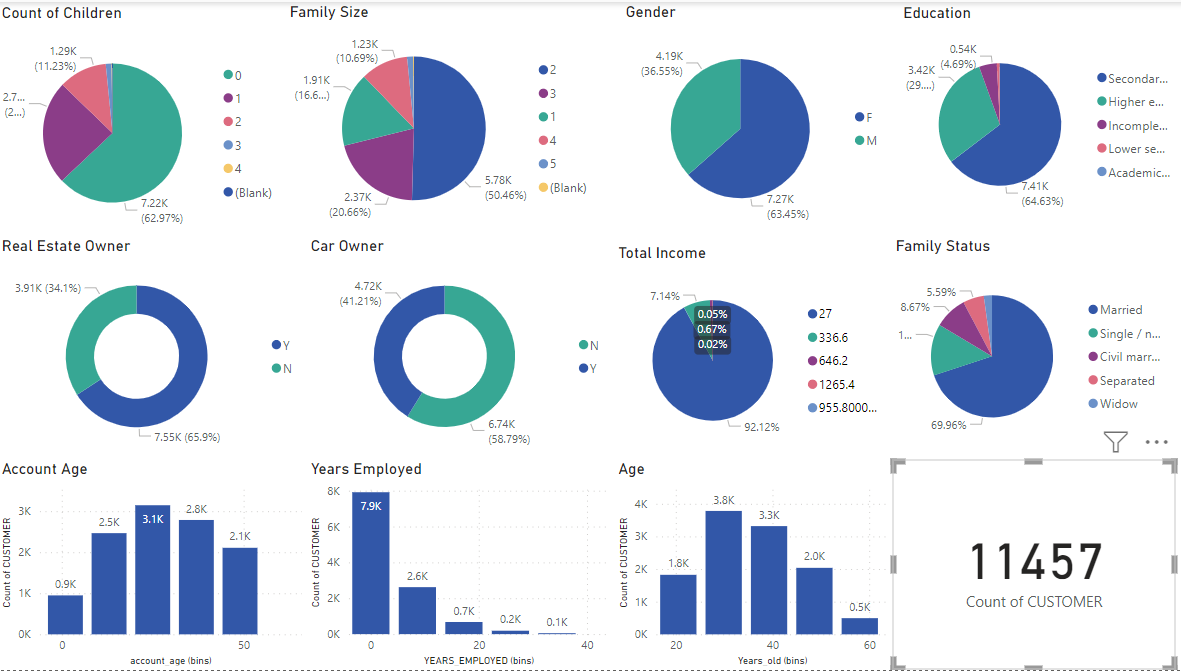 Count of Children
1.29K
(11.23%)
2.7...
(2...)
7.22K
(62.97%)
0
1
2
3
4
(Blank)
Family Size
1.23K
(10.69%)
1.91K
(16.6...)
2.37K
(20.66%)
5.78K
(50.46%)
2
3
1
4
5
(Blank)
Gender
4.19K
(36.55%)
7.27K
(63.45%)
F
M
Education
0.54K
(4.69%)
3.42K
(29....)
7.41K
(64.63%)
Secondar...
Higher e...
Incomple...
Lower se...
Academic...
Real Estate Owner
3.91K (34.1%)
7.55K (65.9%)
Y
N
Car Owner
4.72K
(41.21%)
6.74K
(58.79%)
N
Y
Total Income
7.14%
0.05%
0.67%
0.02%
92.12%
27
336.6
646.2
1265.4
955.8000...
Family Status
5.59%
8.67%
1...
69.96%
Married
Single / n...
Civil marr...
Separated
Widow
Account Age
Count of CUSTOMER
3K
2K
1K
0K
0.9K
2.5K
3.1K
2.8K
2.1K
0
50
account_age (bins)
Years Employed
Count of CUSTOMER
8K
6K
4K
2K
0K
7.9K
2.6K
0.7K
0.2K
0.1K
0
20
40
YEARS_EMPLOYED (bins)
Age
Count of CUSTOMER
4K
3K
2K
1K
0K
1.8K
3.8K
3.3K
2.0K
0.5K
20
40
60
Years_old (bins)
11457
Count of CUSTOMER